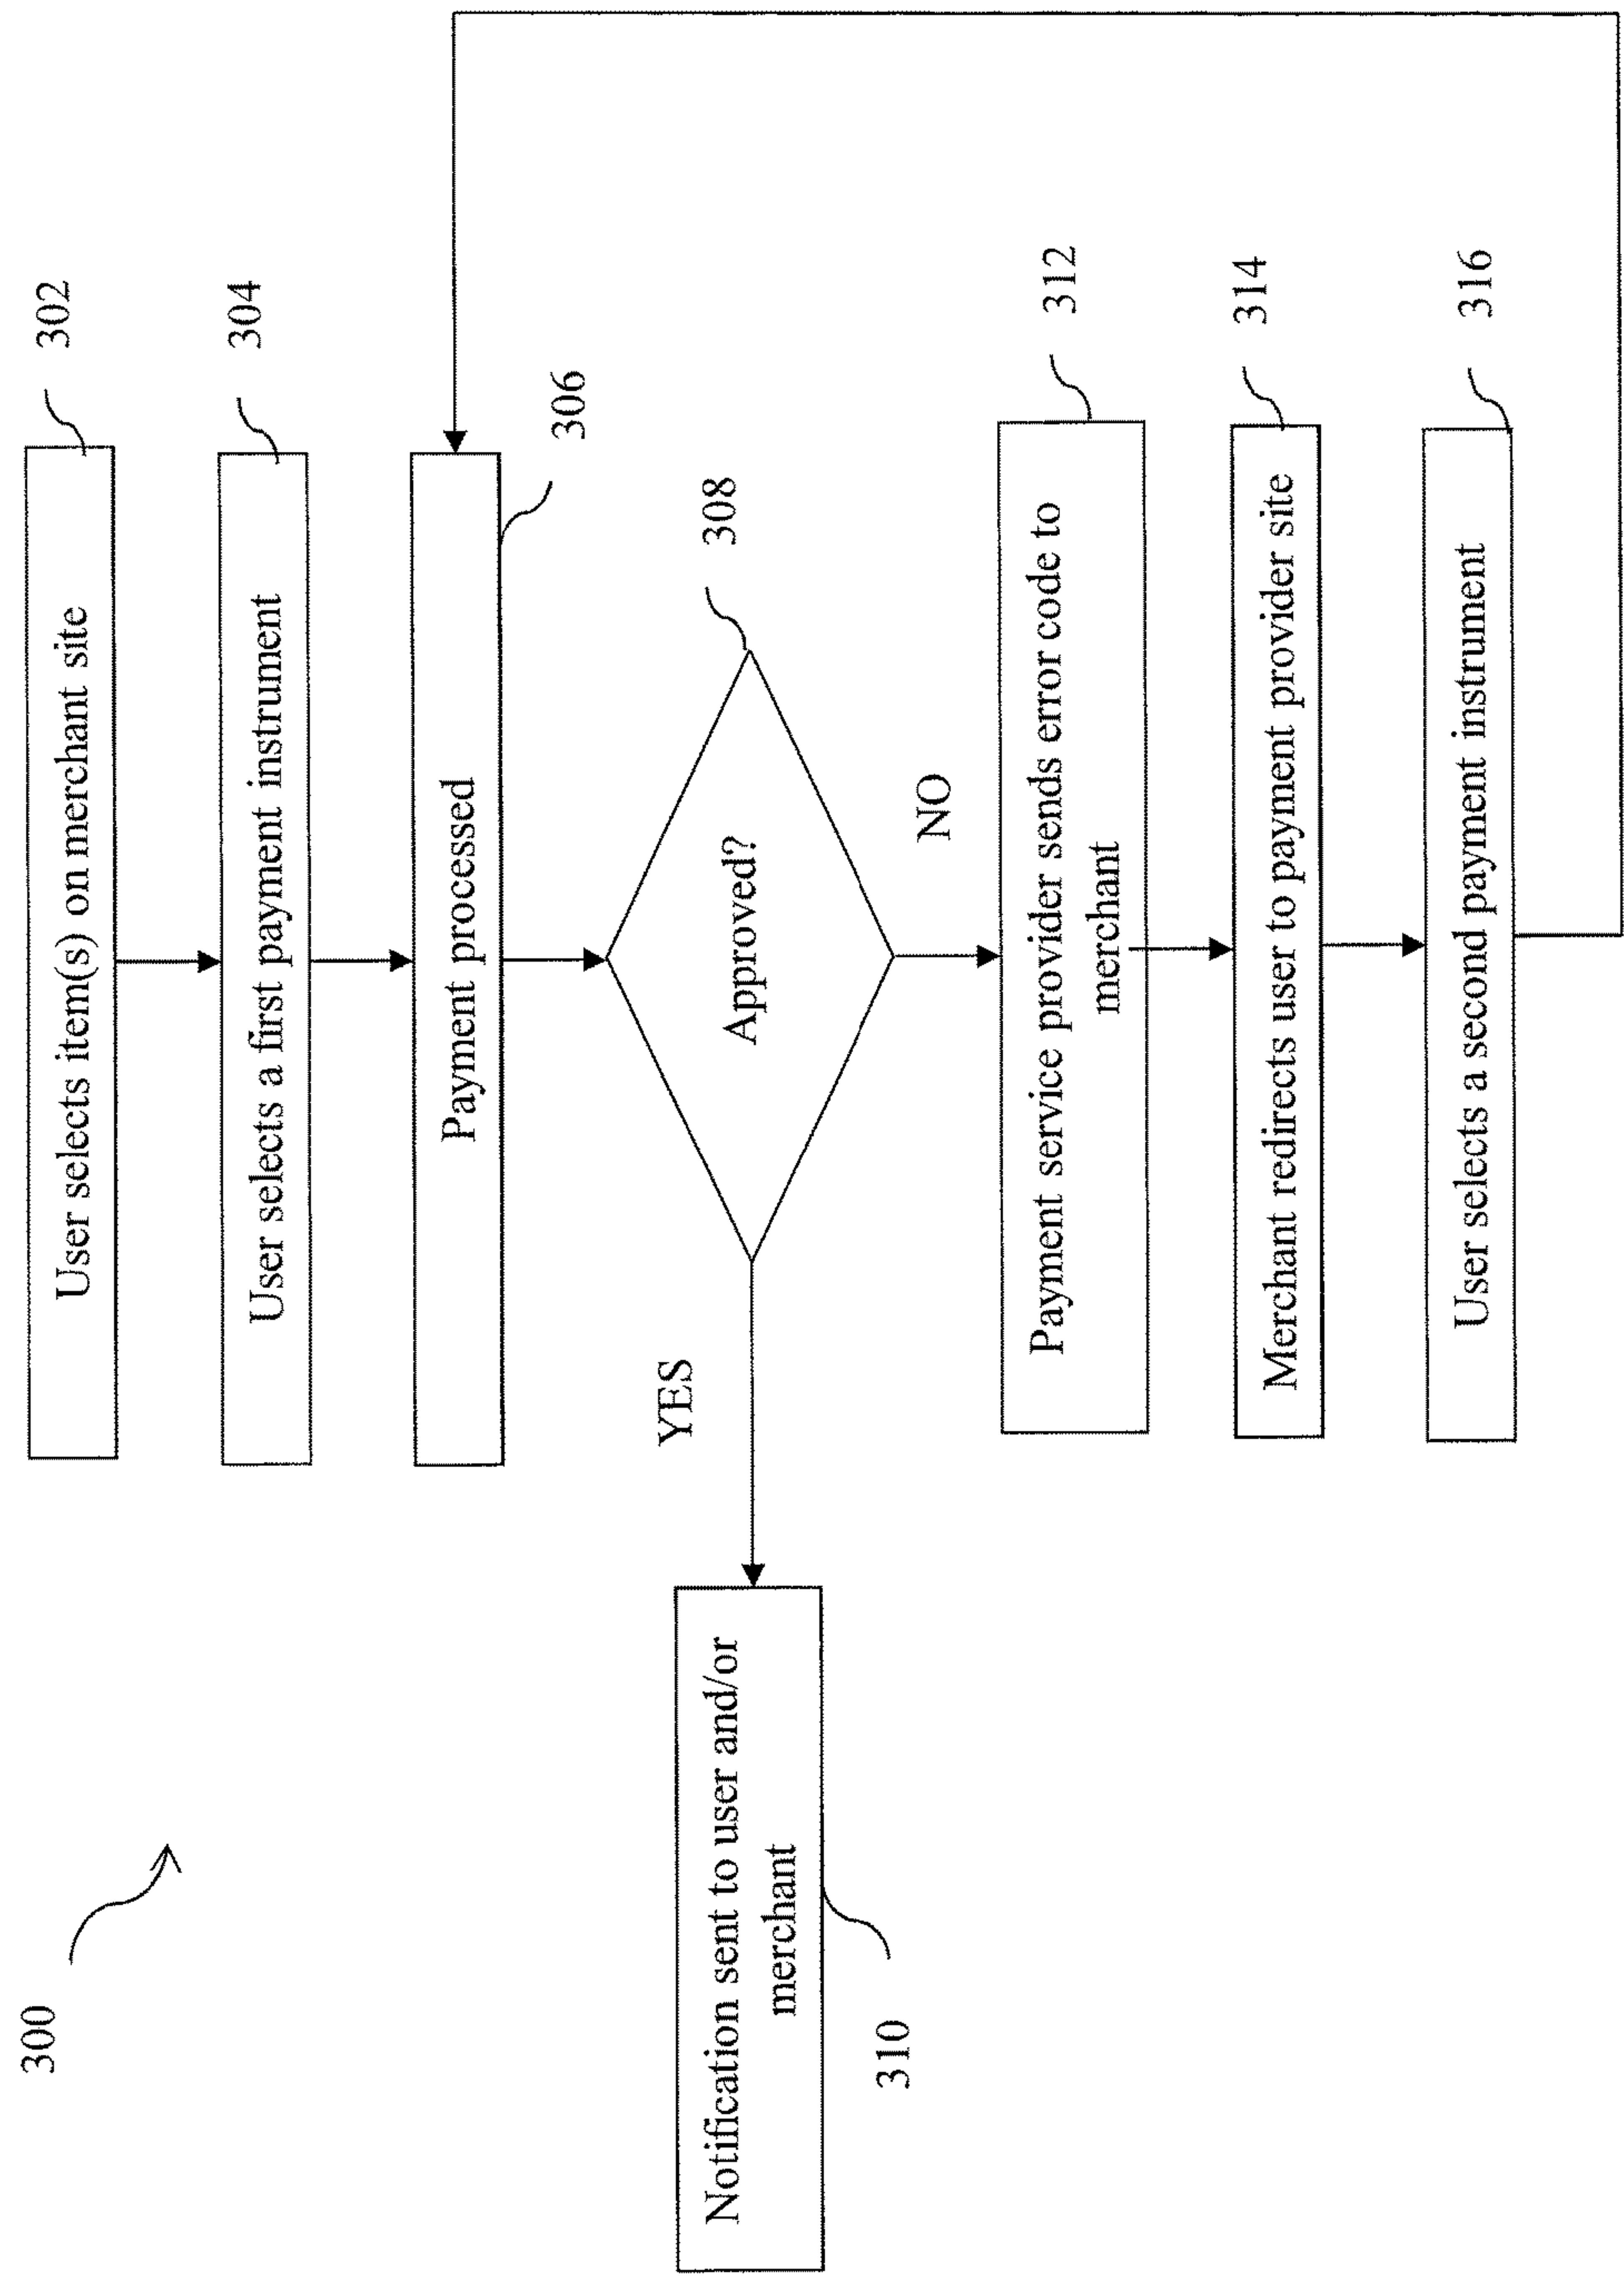 300
User selects item(s) on merchant site
302
User selects a first payment instrument
304
Payment processed
306
Approved?
308
YES
NO
Notification sent to user and/or
merchant
310
Payment service provider sends error code to
merchant
312
Merchant redirects user to payment provider site
314
User selects a second payment instrument
316